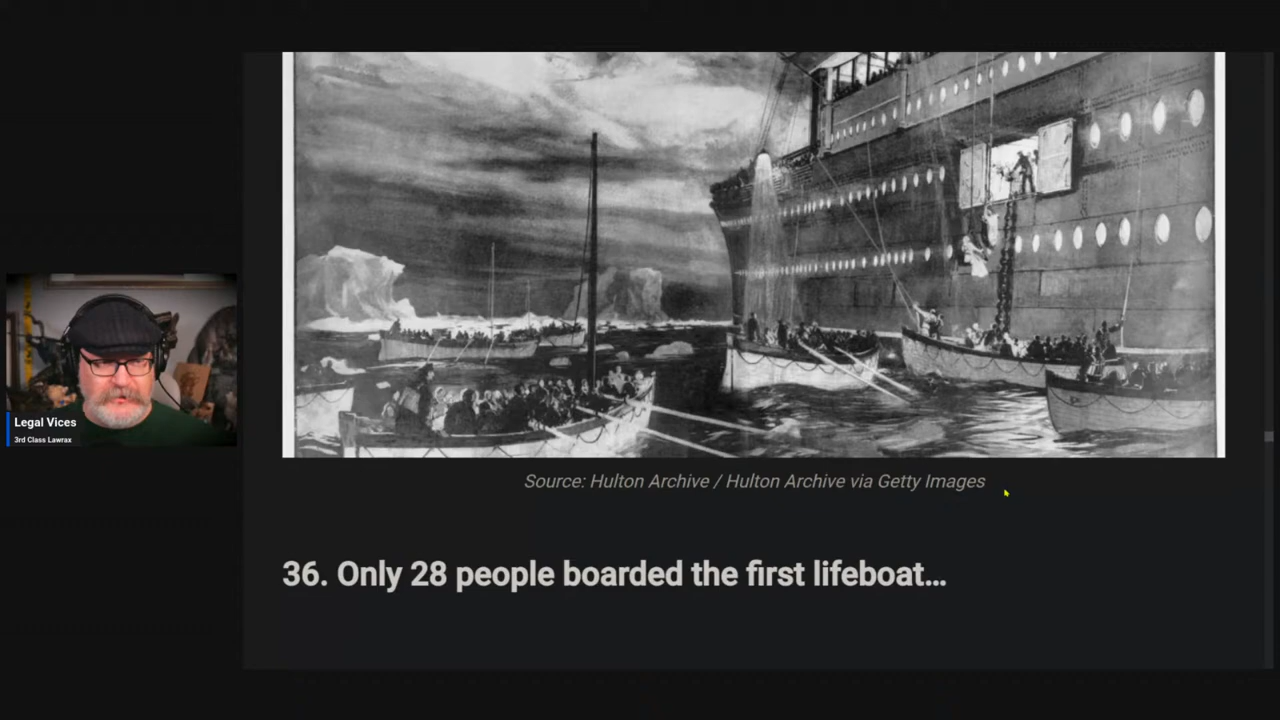 Legal Vices
3rd Class Lawrax
Source: Hulton Archive / Hulton Archive via Getty Images
36. Only 28 people boarded the first lifeboat...